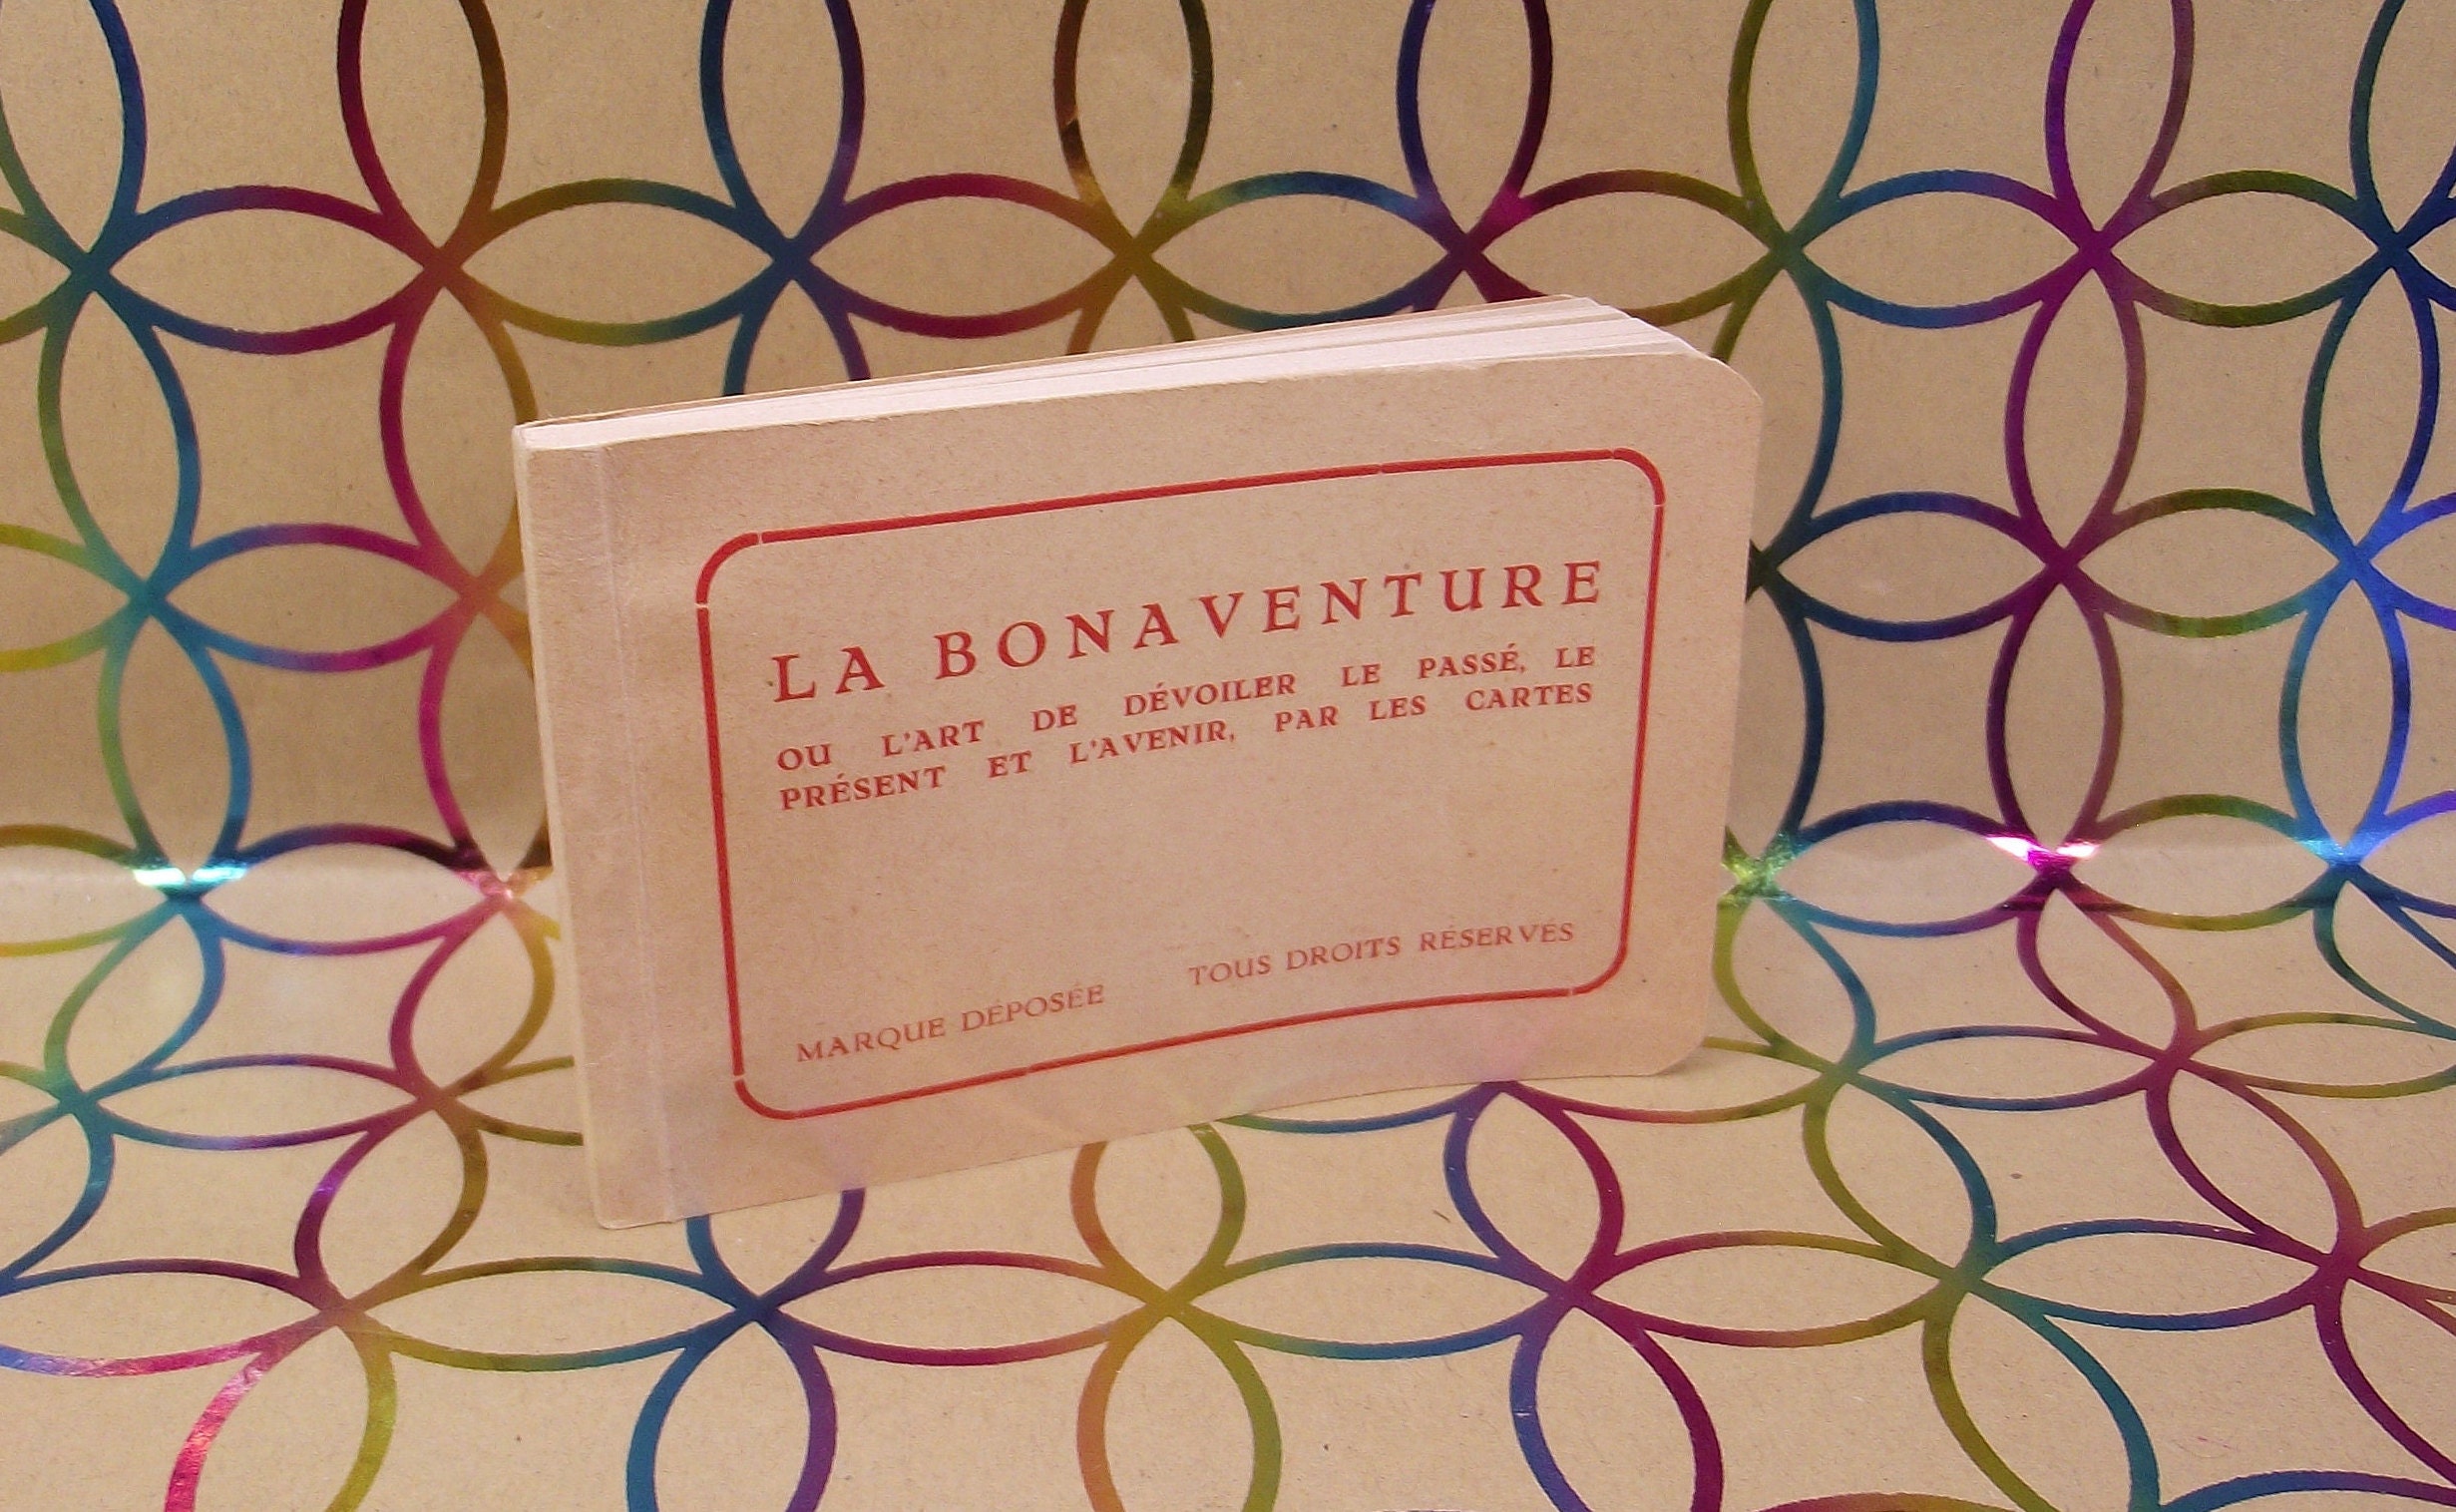 LA BONAVENTURE
OU L'ART DE DÉVOILER LE PASSÉ, LE
PRÉSENT ET L'AVENIR, PAR LES CARTES
MARQUE DÉPOSÉE TOUS DROITS RÉSERVÉS